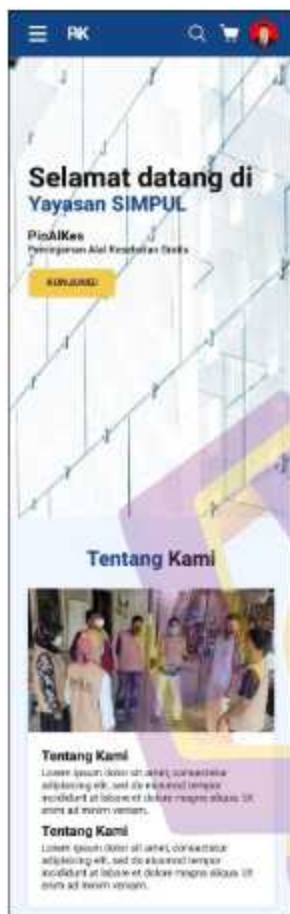 PK
Selamat datang di
Yayasan SIMPUL
PinAlKes
Peminjaman Alat Kesehatan Gratis
KUNJUNGI
Tentang Kami
Tentang Kami
Lorem ipsum dolor sit amet, consectetur
adipiscing elit, sed do eiusmod tempor
incididunt ut labore et dolore magna aliqua. Ut
enim ad minim veniam.
Tentang Kami
Lorem ipsum dolor sit amet, consectetur
adipiscing elit, sed do eiusmod tempor
incididunt ut labore et dolore magna aliqua. Ut
enim ad minim veniam.